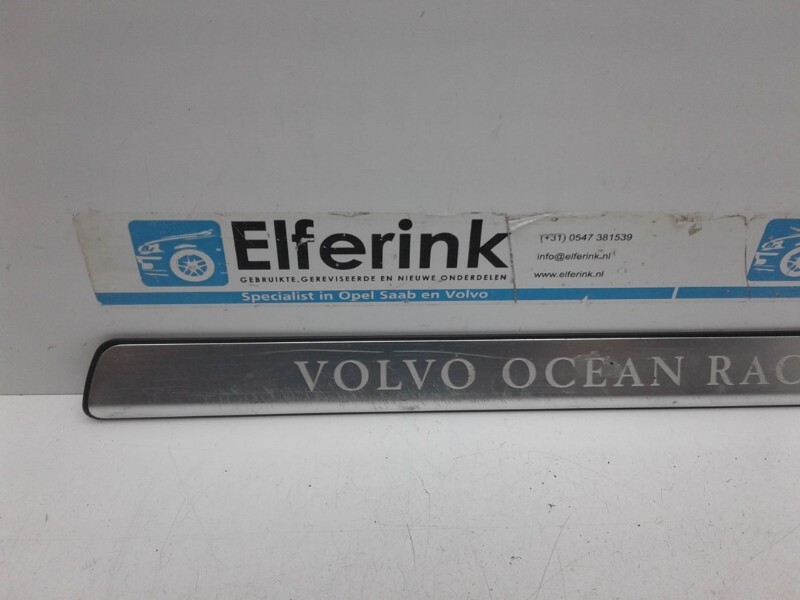 Elferink
GEBRUIKTE, GEREVISEERDE EN NIEUWE ONDERDELEN
Specialist in Opel Saab en Volvo
(+31) 0547 381539
info@elferink.nl
www.elferink.nl
VOLVO OCEAN RAC